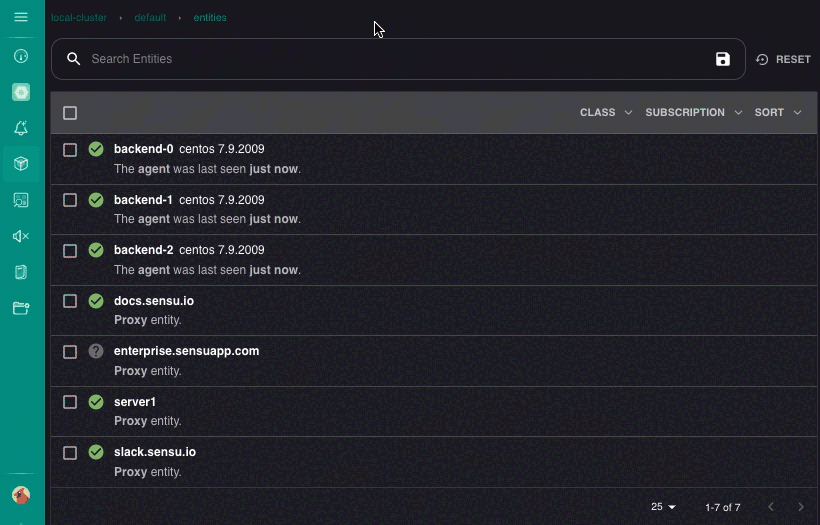 local-cluster › default › entities
Search Entities
RESET
CLASS SUBSCRIPTION SORT
backend-0 centos 7.9.2009
The agent was last seen just now.
backend-1 centos 7.9.2009
The agent was last seen just now.
backend-2 centos 7.9.2009
The agent was last seen just now.
docs.sensu.io
Proxy entity.
enterprise.sensuapp.com
Proxy entity.
server1
Proxy entity.
slack.sensu.io
Proxy entity.
25 1-7 of 7